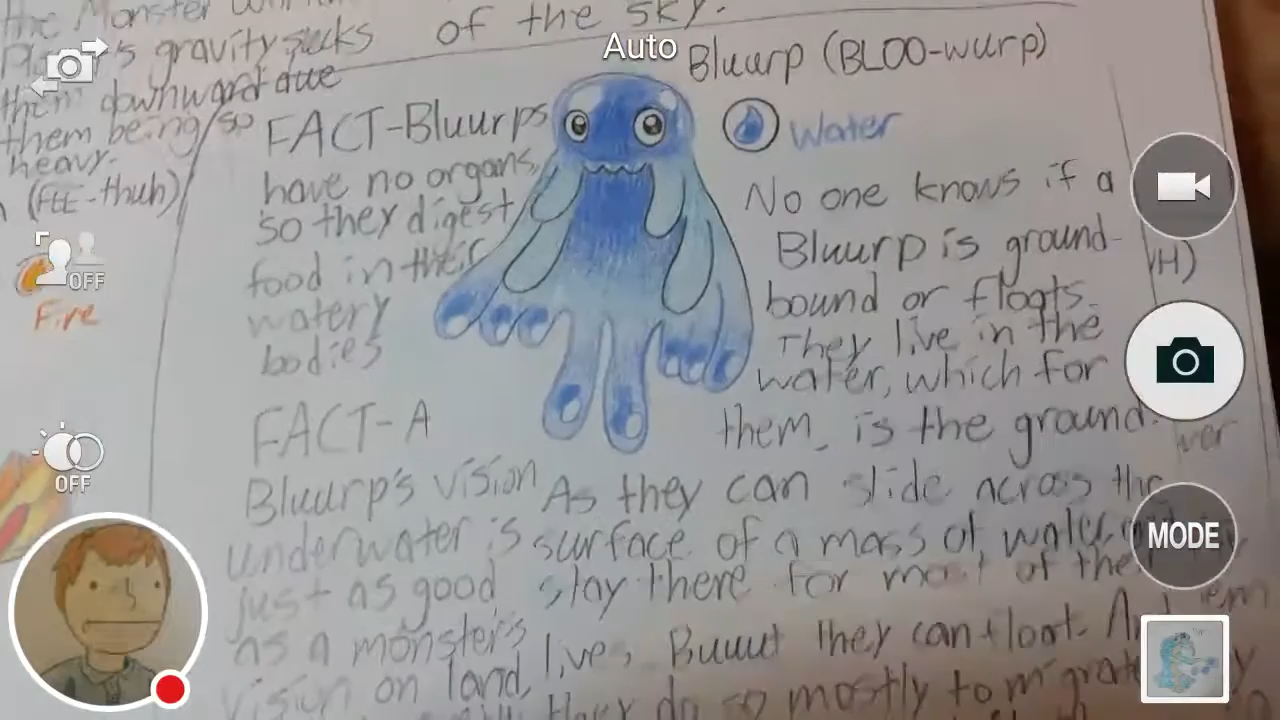 the Monster
of the sky.
gravity sucks
them downward due
them being so
heavy.
(FEE-thuh)
Fire
Auto
Bluurp (BLOO-wurp)
Water
FACT-Bluurps
have no organs,
so they digest
food in their
watery
bodies
FACT-A
Bluurp's vision
underwater is
just as good
as a monster's
vision on land,
No one knows if a
Bluurp is ground-
bound or floats.
They live in the
water, which for
them, is the ground.
As they can slide across the
surface of a mass of water
stay there for most of their
lives, Buuut they can float.
they do so mostly to migrate
OFF
OFF
MODE